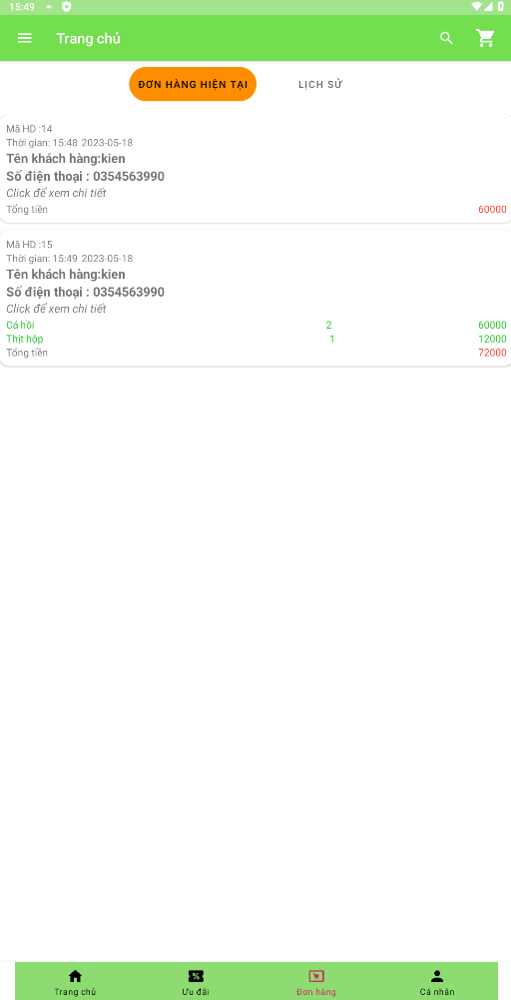 15:49
Trang chủ
ĐƠN HÀNG HIỆN TẠI LỊCH SỬ
Mã HD :14
Thời gian: 15:48 2023-05-18
Tên khách hàng:kien
Số điện thoại : 0354563990
Click để xem chi tiết
Tổng tiền 60000
Mã HD :15
Thời gian: 15:49 2023-05-18
Tên khách hàng:kien
Số điện thoại : 0354563990
Click để xem chi tiết
Cá hồi 2 60000
Thịt hộp 1 12000
Tổng tiền 72000
Trang chủ Ưu đãi Đơn hàng Cá nhân